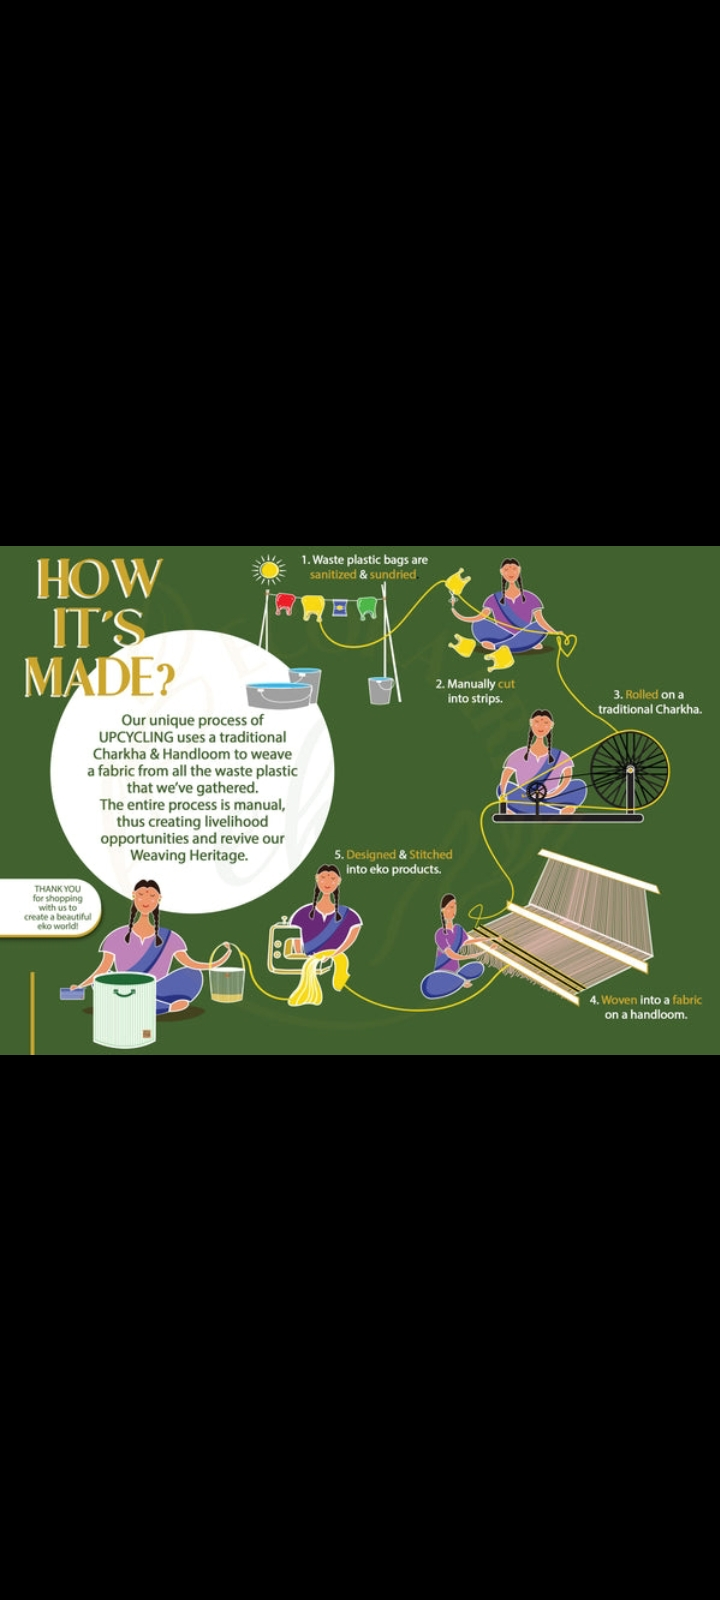 HOW
IT'S
MADE?
Our unique process of
UPCYCLING uses a traditional
Charkha & Handloom to weave
a fabric from all the waste plastic
that we've gathered.
The entire process is manual,
thus creating livelihood
opportunities and revive our
Weaving Heritage.
1. Waste plastic bags are
sanitized & sundried.
2. Manually cut
into strips.
3. Rolled on a
traditional Charkha.
4. Woven into a fabric
on a handloom.
5. Designed & Stitched
into eko products.
THANK YOU
for shopping
with us to
create a beautiful
eko world!